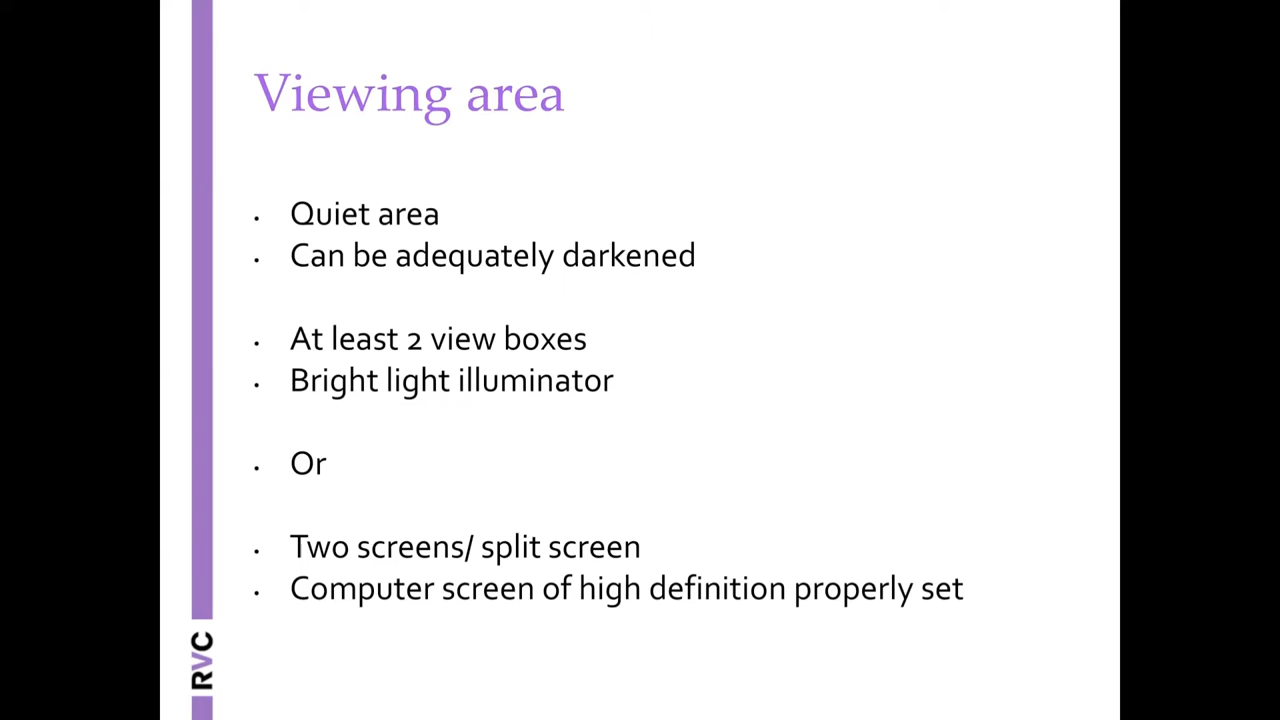 Viewing area
• Quiet area
• Can be adequately darkened
• At least 2 view boxes
• Bright light illuminator
• Or
• Two screens/ split screen
• Computer screen of high definition properly set
RVC